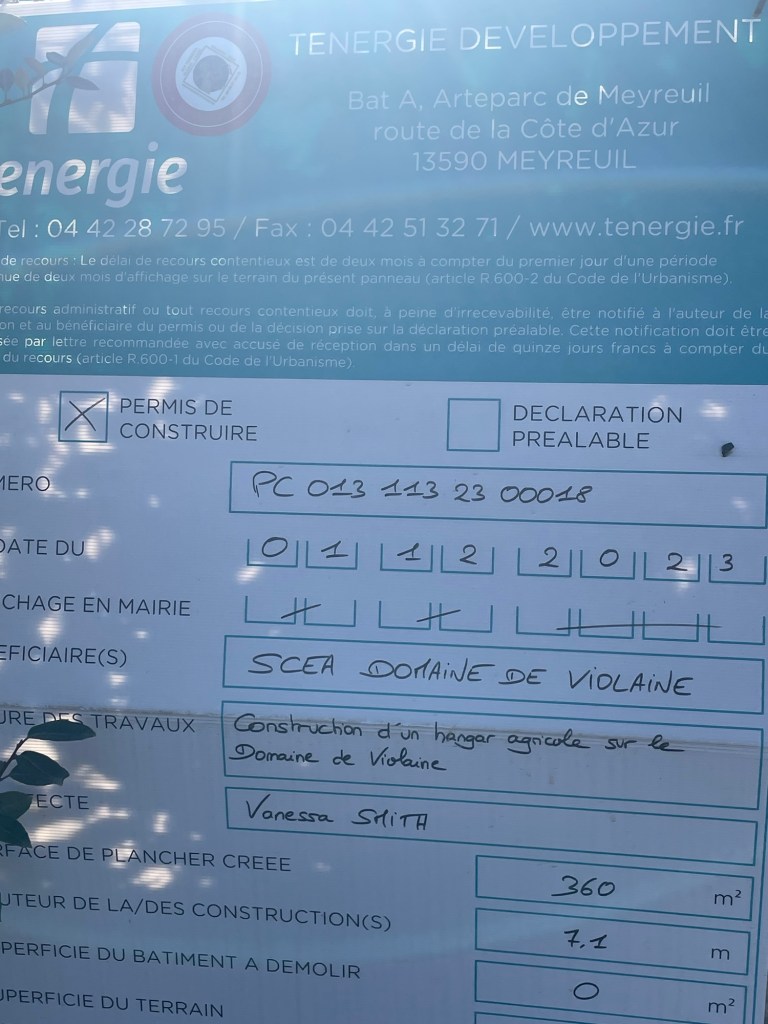 TENERGIE DEVELOPPEMENT
Bat A, Arteparc de Meyreuil
route de la Côte d'Azur
13590 MEYREUIL
energie
Tel : 04 42 28 72 95 / Fax : 04 42 51 32 71 / www.tenergie.fr
de recours : Le délai de recours contentieux est de deux mois à compter du premier jour d'une période
nue de deux mois d'affichage sur le terrain du présent panneau (article R 600-2 du Code de l'Urbanisme).
recours administratif ou tout recours contentieux doit, à peine d'irrecevabilité, être notifié à l'auteur de la
on et au bénéficiaire du permis ou de la décision prise sur la déclaration préalable. Cette notification doit être
sée par lettre recommandée avec accusé de réception dans un délai de quinze jours francs à compter du
du recours (article R.600-1 du Code de l'Urbanisme)
X PERMIS DE
CONSTRUIRE
DECLARATION
PREALABLE
MERO PC 013 113 23 00018
DATE DU 01 12 2023
CHAGE EN MAIRIE
EFICIAIRE(S) SCEA DOMAINE DE VIOLAINE
URE DES TRAVAUX Construction d'un hangar agricole sur le
Domaine de Violaine
ECTE Vanessa SMITH
RFACE DE PLANCHER CREEE 360 m²
UTEUR DE LA/DES CONSTRUCTION(S) 7.1 m
PERFICIE DU BATIMENT A DEMOLIR 0 m²
UPERFICIE DU TERRAIN